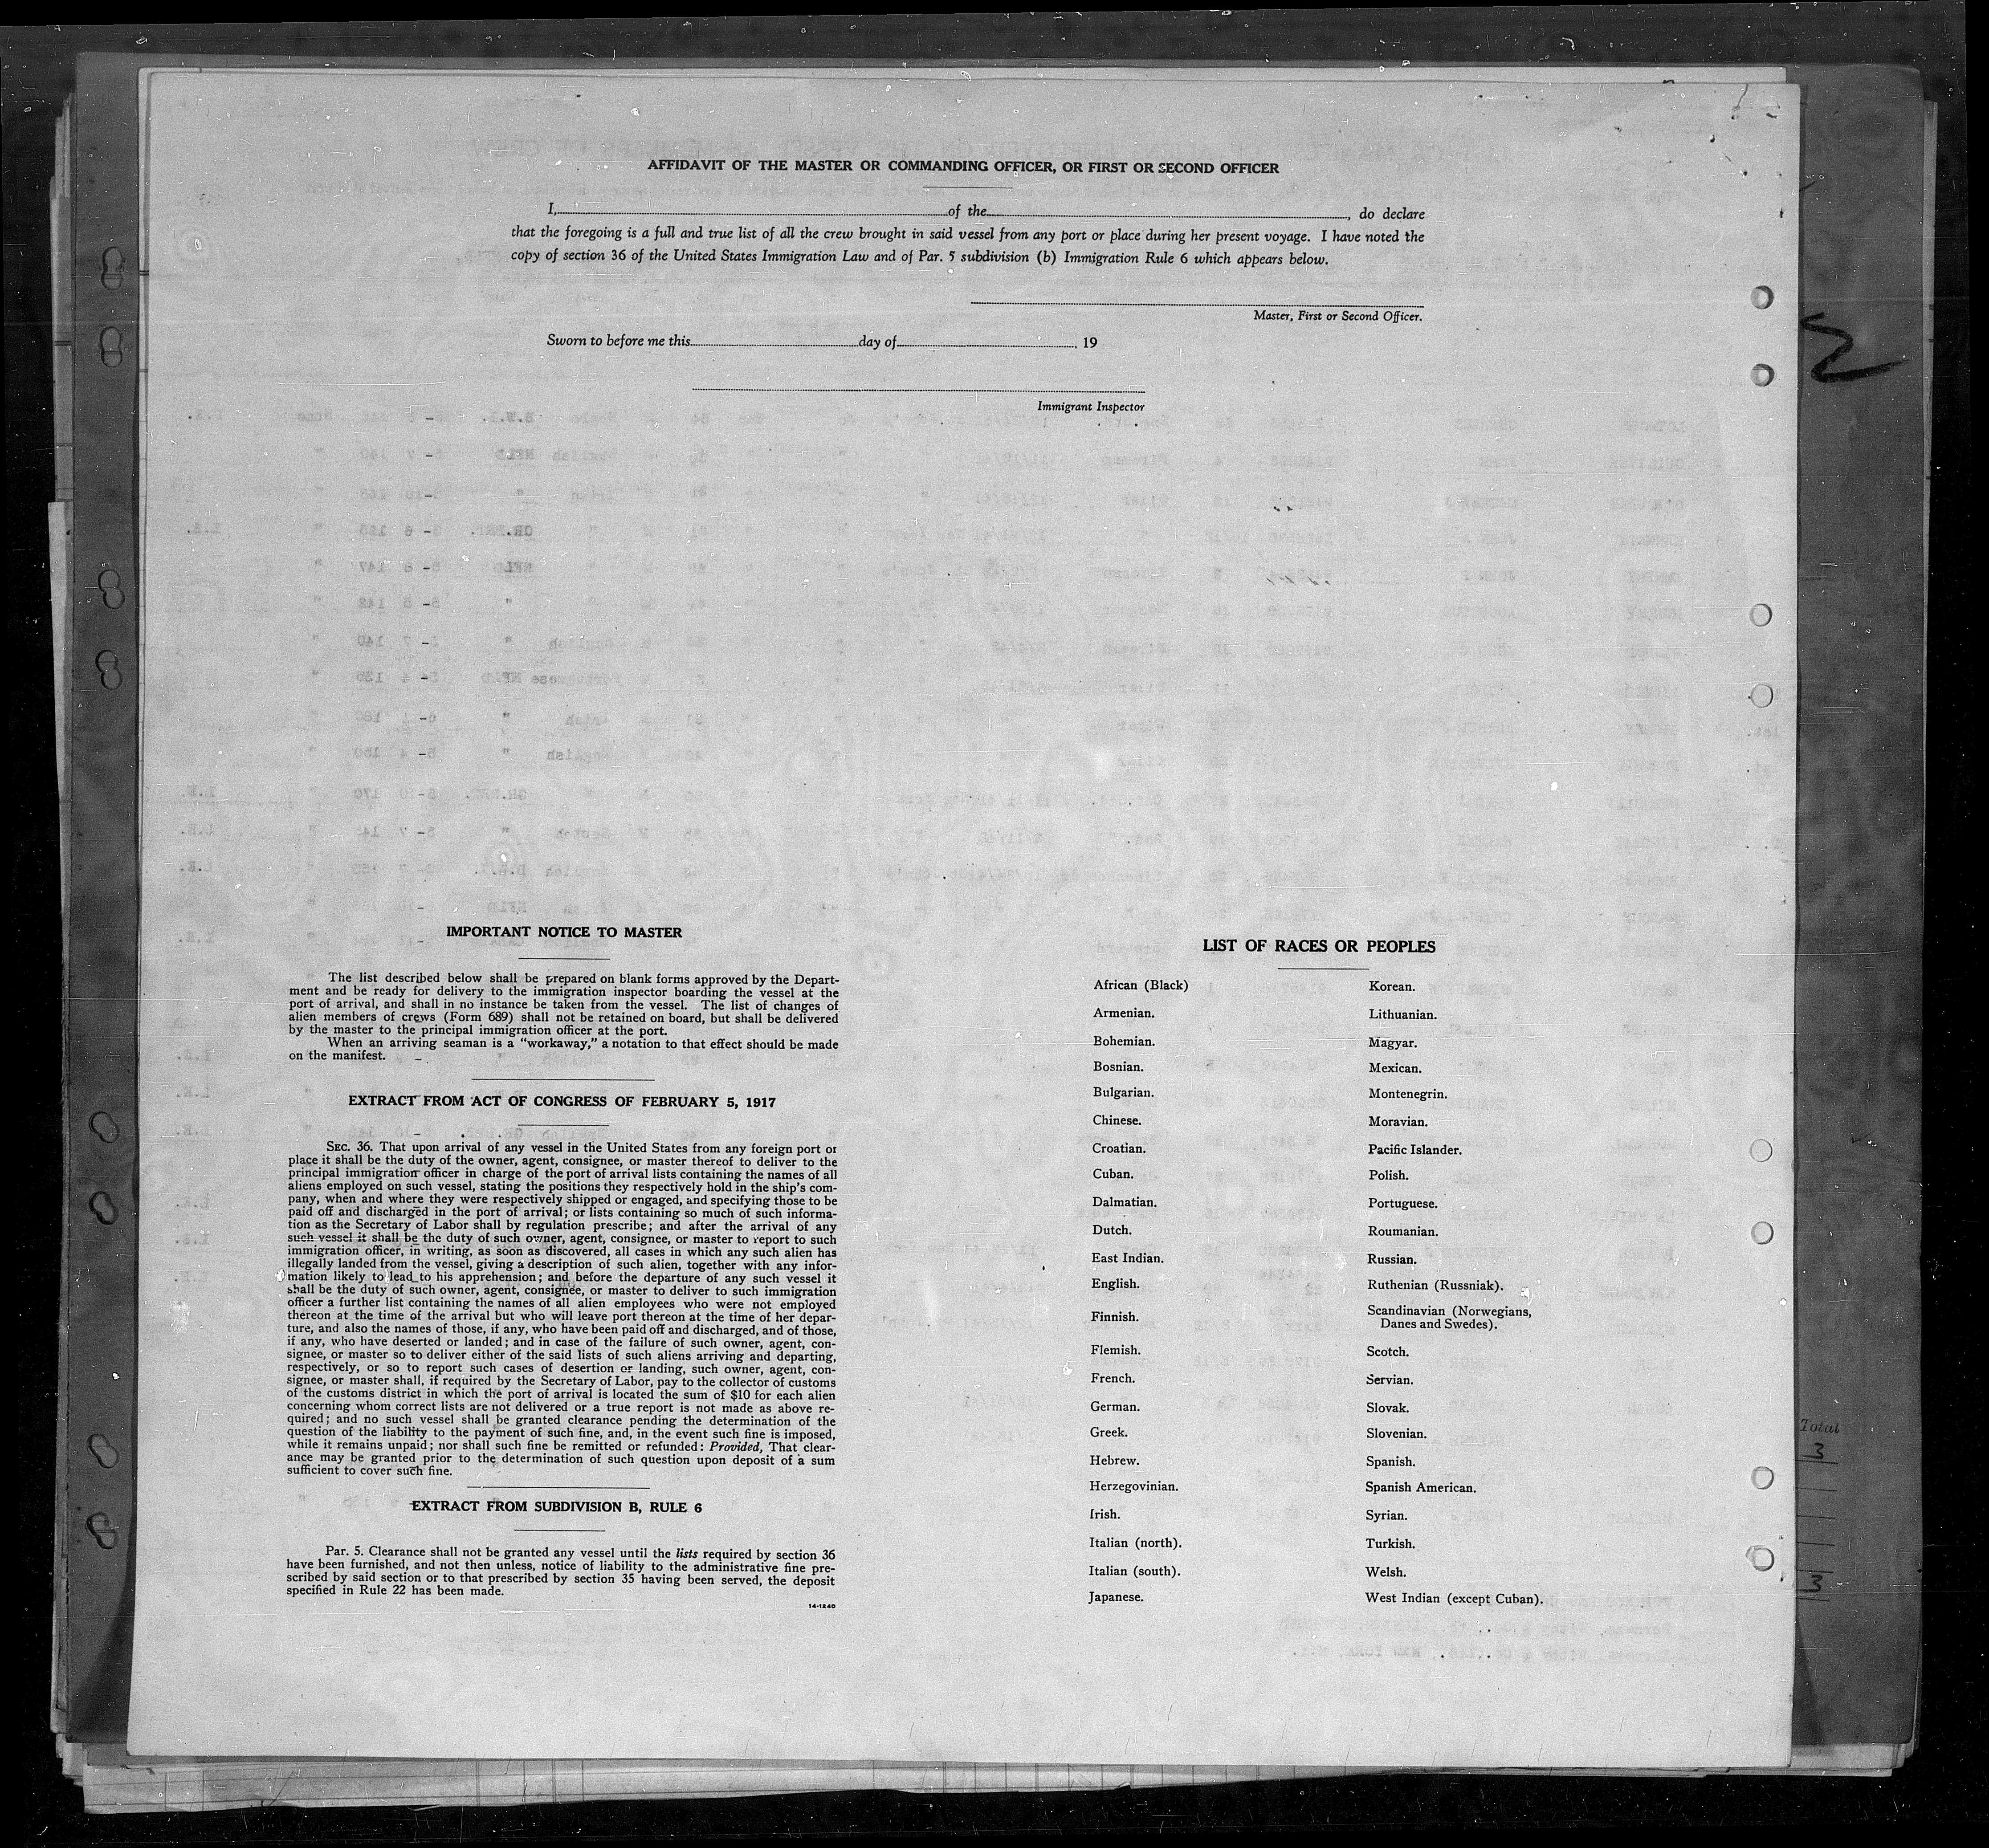 AFFIDAVIT OF THE MASTER OR COMMANDING OFFICER, OR FIRST OR SECOND OFFICER
I, of the , do declare
that the foregoing is a full and true list of all the crew brought in said vessel from any port or place during her present voyage. I have noted the
copy of section 36 of the United States Immigration Law and of Par. 5 subdivision (b) Immigration Rule 6 which appears below.
Master, First or Second Officer.
Sworn to before me this day of , 19
Immigrant Inspector
IMPORTANT NOTICE TO MASTER
The list described below shall be prepared on blank forms approved by the Depart-
ment and be ready for delivery to the immigration inspector boarding the vessel at the
port of arrival, and shall in no instance be taken from the vessel. The list of changes of
alien members of crews (Form 689) shall not be retained on board, but shall be delivered
by the master to the principal immigration officer at the port.
When an arriving seaman is a “workaway,” a notation to that effect should be made
on the manifest.
EXTRACT FROM ACT OF CONGRESS OF FEBRUARY 5, 1917
SEC. 36. That upon arrival of any vessel in the United States from any foreign port or
place it shall be the duty of the owner, agent, consignee, or master thereof to deliver to the
principal immigration officer in charge of the port of arrival lists containing the names of all
aliens employed on such vessel, stating the positions they respectively hold in the ship's com-
pany, when and where they were respectively shipped or engaged, and specifying those to be
paid off and discharged in the port of arrival; or lists containing so much of such informa-
tion as the Secretary of Labor shall by regulation prescribe; and after the arrival of any
such vessel it shall be the duty of such owner, agent, consignee, or master to report to such
immigration officer, in writing, as soon as discovered, all cases in which any such alien has
illegally landed from the vessel, giving a description of such alien, together with any infor-
mation likely to lead to his apprehension; and before the departure of any such vessel it
shall be the duty of such owner, agent, consignee, or master to deliver to such immigration
officer a further list containing the names of all alien employees who were not employed
thereon at the time of the arrival but who will leave port thereon at the time of her depar-
ture, and also the names of those, if any, who have been paid off and discharged, and of those,
if any, who have deserted or landed; and in case of the failure of such owner, agent, con-
signee, or master so to deliver either of the said lists of such aliens arriving and departing,
respectively, or so to report such cases of desertion or landing, such owner, agent, con-
signee, or master shall, if required by the Secretary of Labor, pay to the collector of customs
of the customs district in which the port of arrival is located the sum of $10 for each alien
concerning whom correct lists are not delivered or a true report is not made as above re-
quired; and no such vessel shall be granted clearance pending the determination of the
question of the liability to the payment of such fine, and, in the event such fine is imposed,
while it remains unpaid; nor shall such fine be remitted or refunded: Provided, That clear-
ance may be granted prior to the determination of such question upon deposit of a sum
sufficient to cover such fine.
EXTRACT FROM SUBDIVISION B, RULE 6
Par. 5. Clearance shall not be granted any vessel until the lists required by section 36
have been furnished, and not then unless, notice of liability to the administrative fine pre-
scribed by said section or to that prescribed by section 35 having been served, the deposit
specified in Rule 22 has been made.
14-1240
LIST OF RACES OR PEOPLES
African (Black)
Armenian.
Bohemian.
Bosnian.
Bulgarian.
Chinese.
Croatian.
Cuban.
Dalmatian.
Dutch.
East Indian.
English.
Finnish.
Flemish.
French.
German.
Greek.
Hebrew.
Herzegovinian.
Irish.
Italian (north).
Italian (south).
Japanese.
Korean.
Lithuanian.
Magyar.
Mexican.
Montenegrin.
Moravian.
Pacific Islander.
Polish.
Portuguese.
Roumanian.
Russian.
Ruthenian (Russniak).
Scandinavian (Norwegians,
Danes and Swedes).
Scotch.
Servian.
Slovak.
Slovenian.
Spanish.
Spanish American.
Syrian.
Turkish.
Welsh.
West Indian (except Cuban).
2
Total
3
3